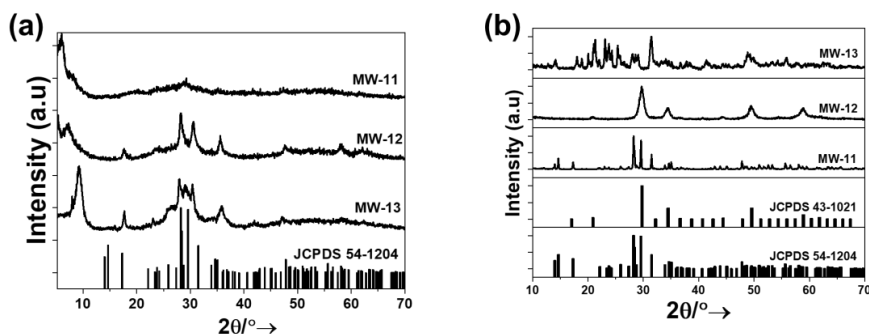 (a)
Intensity (a.u)
MW-11
MW-12
MW-13
JCPDS 54-1204
10 20 30 40 50 60 70
2θ/°→
(b)
Intensity (a.u)
MW-13
MW-12
MW-11
JCPDS 43-1021
JCPDS 54-1204
10 20 30 40 50 60 70
2θ/°→